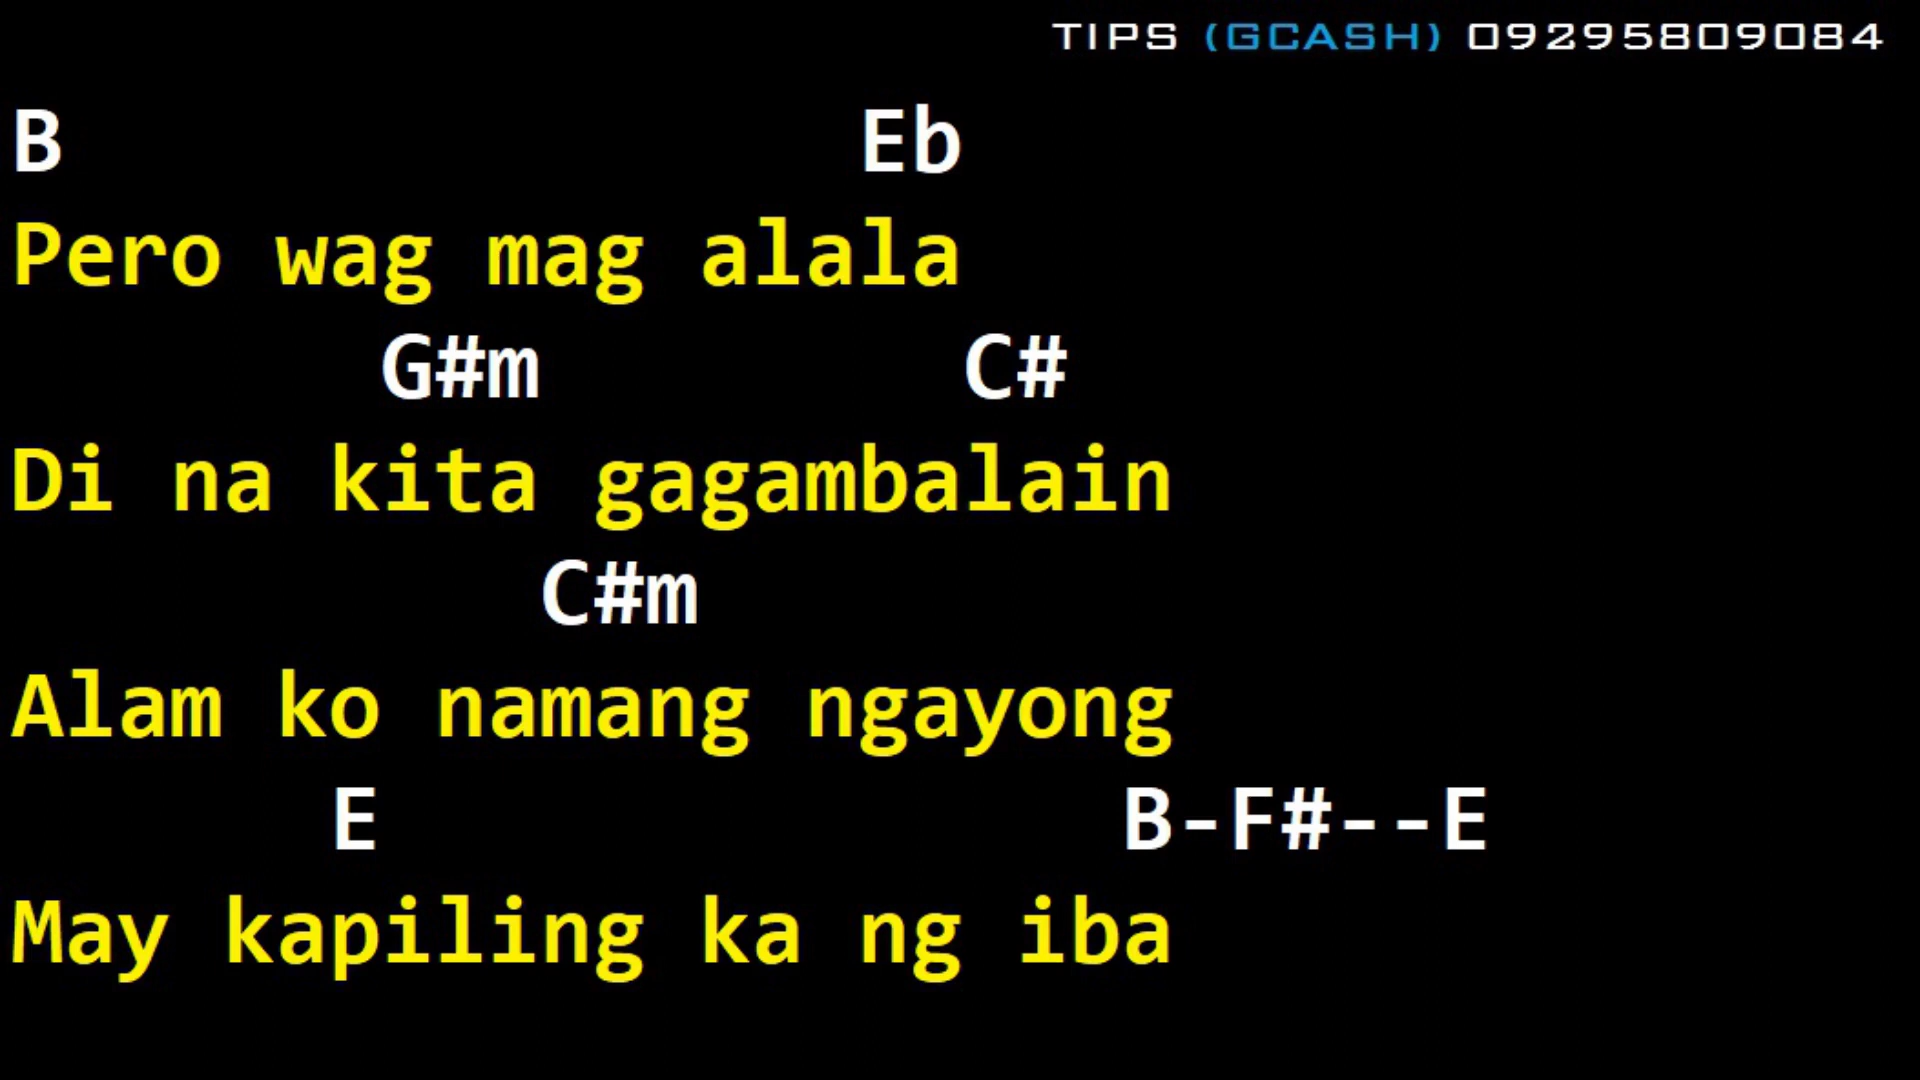 TIPS (GCASH) 09295809084
B Eb
Pero wag mag alala
G#m C#
Di na kita gagambalain
C#m
Alam ko namang ngayong
E B-F#--E
May kapiling ka ng iba